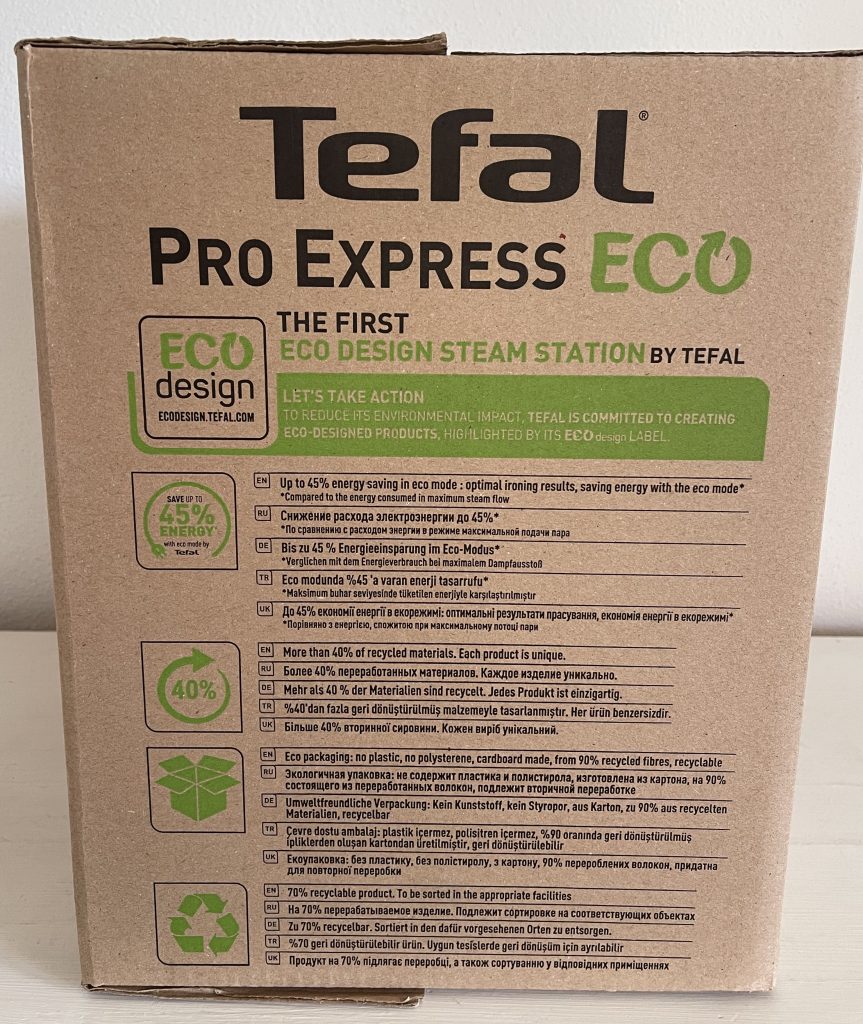 Tefal®
PRO EXPRESS ECO
ECO
design
ECODESIGN.TEFAL.COM
THE FIRST
ECO DESIGN STEAM STATION BY TEFAL
LET'S TAKE ACTION
TO REDUCE ITS ENVIRONMENTAL IMPACT, TEFAL IS COMMITTED TO CREATING
ECO-DESIGNED PRODUCTS, HIGHLIGHTED BY ITS ECO design LABEL.
SAVE UP TO
45%
ENERGY*
with eco mode by
Tefal
EN Up to 45% energy saving in eco mode : optimal ironing results, saving energy with the eco mode*
*Compared to the energy consumed in maximum steam flow
RU Снижение расхода электроэнергии до 45%*
*По сравнению с расходом энергии в режиме максимальной подачи пара
DE Bis zu 45 % Energieeinsparung im Eco-Modus*
*Verglichen mit dem Energieverbrauch bei maximalem Dampfausstoß
TR Eco modunda %45 'a varan enerji tasarrufu*
*Maksimum buhar seviyesinde tüketilen enerjiyle karşılaştırılmıştır
UK До 45% економії енергії в екорежимі: оптимальні результати прасування, економія енергії в екорежимі*
*Порівняно з енергією, спожитою при максимальному потоці пари
40%
EN More than 40% of recycled materials. Each product is unique.
RU Более 40% переработанных материалов. Каждое изделие уникально.
DE Mehr als 40 % der Materialien sind recycelt. Jedes Produkt ist einzigartig.
TR %40'dan fazla geri dönüştürülmüş malzemeyle tasarlanmıştır. Her ürün benzersizdir.
UK Більше 40% вторинної сировини. Кожен виріб унікальний.
EN Eco packaging: no plastic, no polysterene, cardboard made, from 90% recycled fibres, recyclable
RU Экологичная упаковка: не содержит пластика и полистирола, изготовлена из картона, на 90%
состоящего из переработанных волокон, подлежит вторичной переработке
DE Umweltfreundliche Verpackung: Kein Kunststoff, kein Styropor, aus Karton, zu 90% aus recycelten
Materialien, recycelbar
TR Çevre dostu ambalaj: plastik içermez, polisitren içermez, %90 oranında geri dönüştürülmüş
ipliklerden oluşan kartondan üretilmiştir, geri dönüştürülebilir
UK Екоупаковка: без пластику, без полістиролу, з картону, 90% перероблених волокон, придатна
для повторної переробки
EN 70% recyclable product. To be sorted in the appropriate facilities
RU На 70% перерабатываемое изделие. Подлежит сортировке на соответствующих объектах
DE Zu 70% recycelbar. Sortiert in den dafür vorgesehenen Orten zu entsorgen.
TR %70 geri dönüştürülebilir ürün. Uygun tesislerde geri dönüşüm için ayrılabilir
UK Продукт на 70% підлягає переробці, а також сортуванню у відповідних приміщеннях